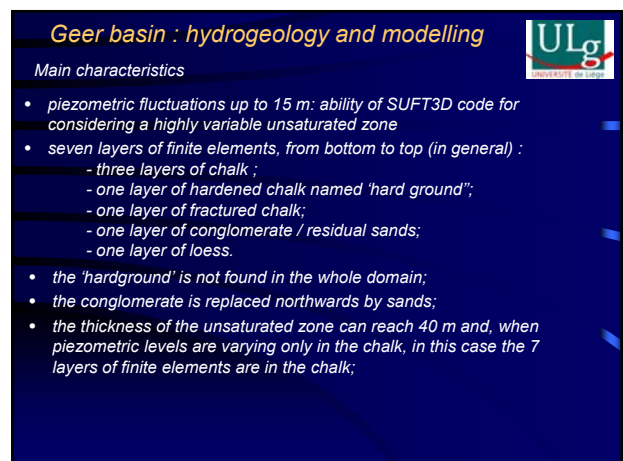 Geer basin : hydrogeology and modelling
ULg
UNIVERSITÉ de Liège
Main characteristics
• piezometric fluctuations up to 15 m: ability of SUFT3D code for
considering a highly variable unsaturated zone
• seven layers of finite elements, from bottom to top (in general) :
- three layers of chalk ;
- one layer of hardened chalk named ‘hard ground”;
- one layer of fractured chalk;
- one layer of conglomerate / residual sands;
- one layer of loess.
• the ‘hardground’ is not found in the whole domain;
• the conglomerate is replaced northwards by sands;
• the thickness of the unsaturated zone can reach 40 m and, when
piezometric levels are varying only in the chalk, in this case the 7
layers of finite elements are in the chalk;